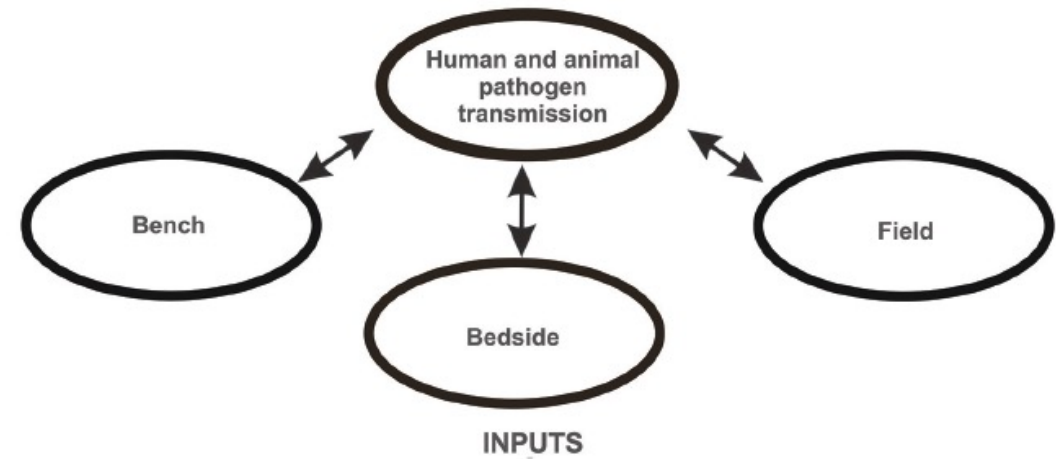 Human and animal
pathogen
transmission
Bench
Field
Bedside
INPUTS